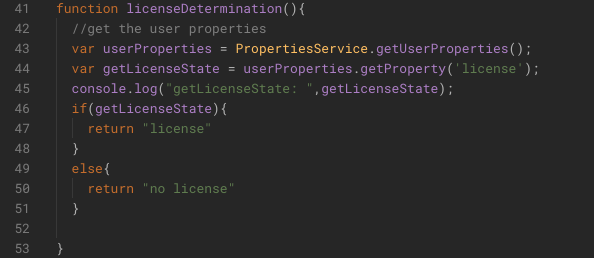 41 function licenseDetermination(){
42   //get the user properties
43   var userProperties = PropertiesService.getUserProperties();
44   var getLicenseState = userProperties.getProperty('license');
45   console.log("getLicenseState: ",getLicenseState);
46   if(getLicenseState){
47     return "license"
48   }
49   else{
50     return "no license"
51   }
52
53 }